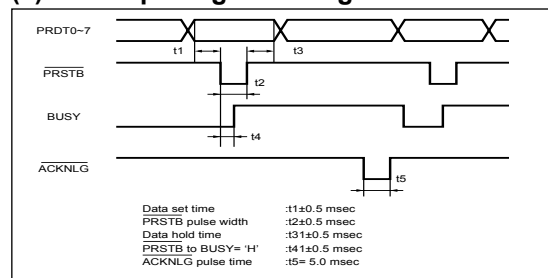 PRDT0~7
t1
t3
PRSTB
t2
BUSY
t4
ACKNLG
t5
Data set time :t1±0.5 msec
PRSTB pulse width :t2±0.5 msec
Data hold time :t31±0.5 msec
PRSTB to BUSY= ‘H’ :t41±0.5 msec
ACKNLG pulse time :t5= 5.0 msec